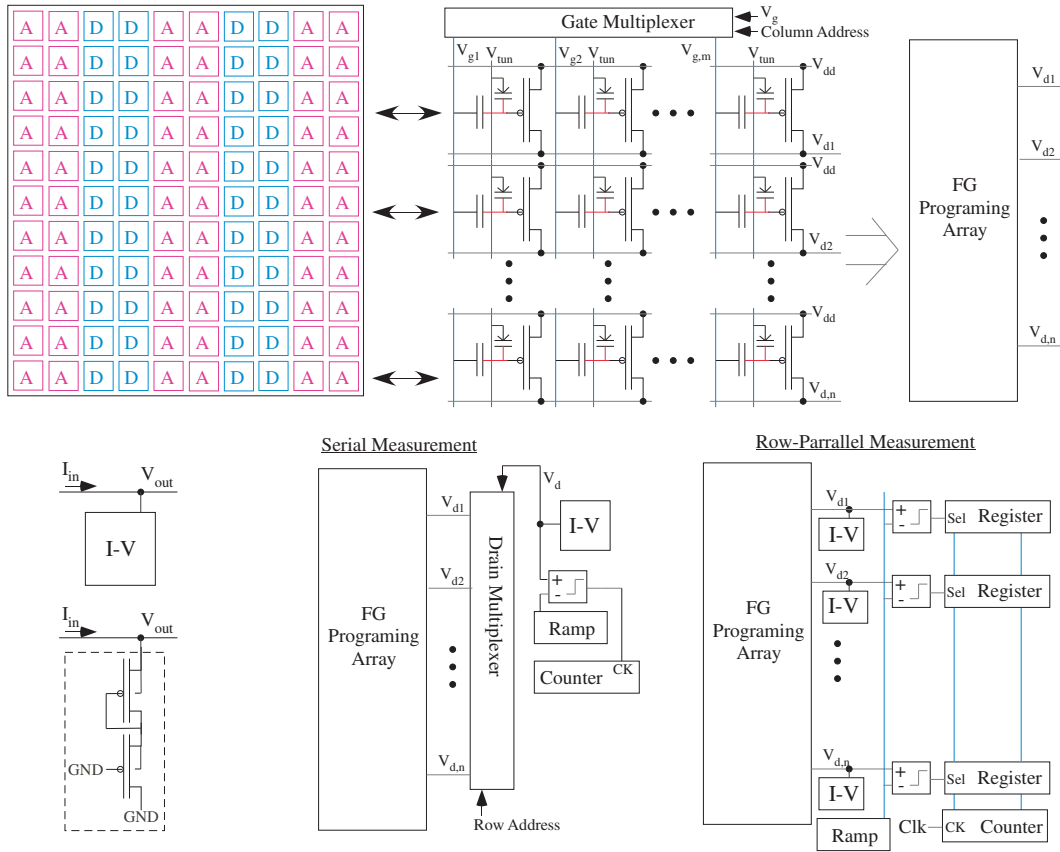 A A D D A A D D A A
A A D D A A D D A A
A A D D A A D D A A
A A D D A A D D A A
A A D D A A D D A A
A A D D A A D D A A
A A D D A A D D A A
A A D D A A D D A A
A A D D A A D D A A
A A D D A A D D A A
A A D D A A D D A A
Gate Multiplexer
Vg
Column Address
Vg1 Vtun Vg2 Vtun Vg,m Vtun
Vdd
Vd1
Vdd
Vd2
Vdd
Vd,n
FG
Programing
Array
Vd1
Vd2
Vd,n
Iin
Vout
I-V
Iin
Vout
GND
GND
Serial Measurement
FG
Programing
Array
Vd1
Vd2
Vd,n
Drain Multiplexer
Row Address
Vd
I-V
+
-
Ramp
CK
Counter
Row-Parrallel Measurement
FG
Programing
Array
Vd1
I-V
+
-
Sel Register
Vd2
I-V
+
-
Sel Register
Vd,n
I-V
+
-
Sel Register
Ramp
Clk CK Counter